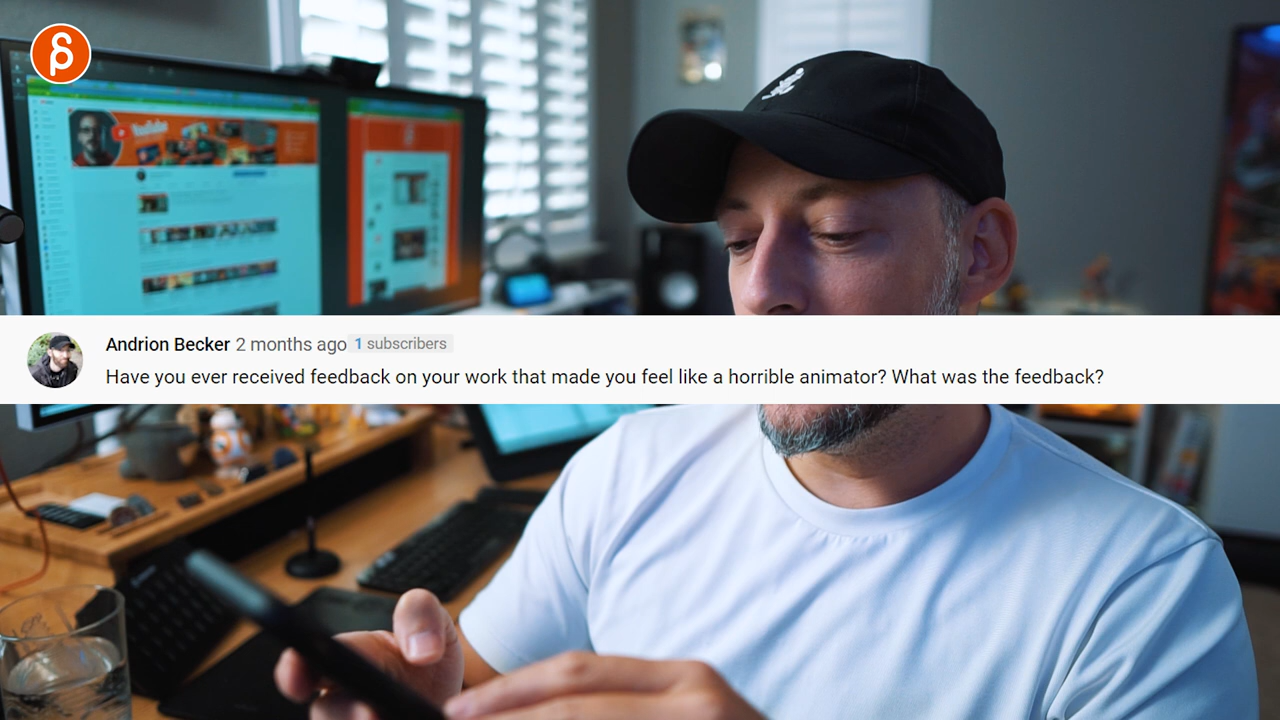 YouTube
Andrion Becker 2 months ago 1 subscribers
Have you ever received feedback on your work that made you feel like a horrible animator? What was the feedback?